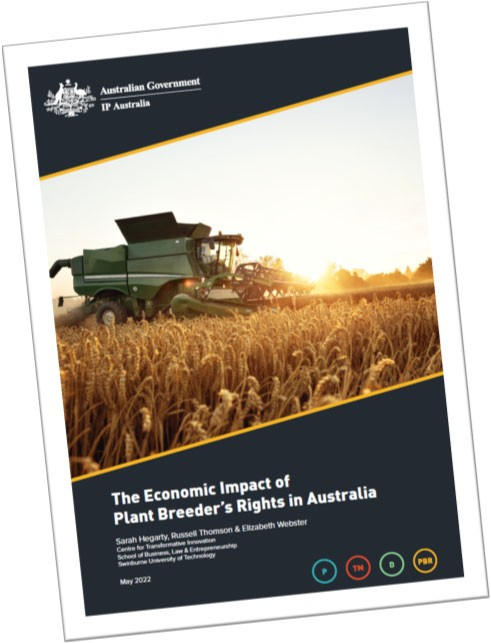 Australian Government
IP Australia
The Economic Impact of
Plant Breeder's Rights in Australia
Sarah Hegarty, Russell Thomson & Elizabeth Webster
Centre for Transformative Innovation
School of Business, Law & Entrepreneurship
Swinburne University of Technology
May 2022
P TM D PBR